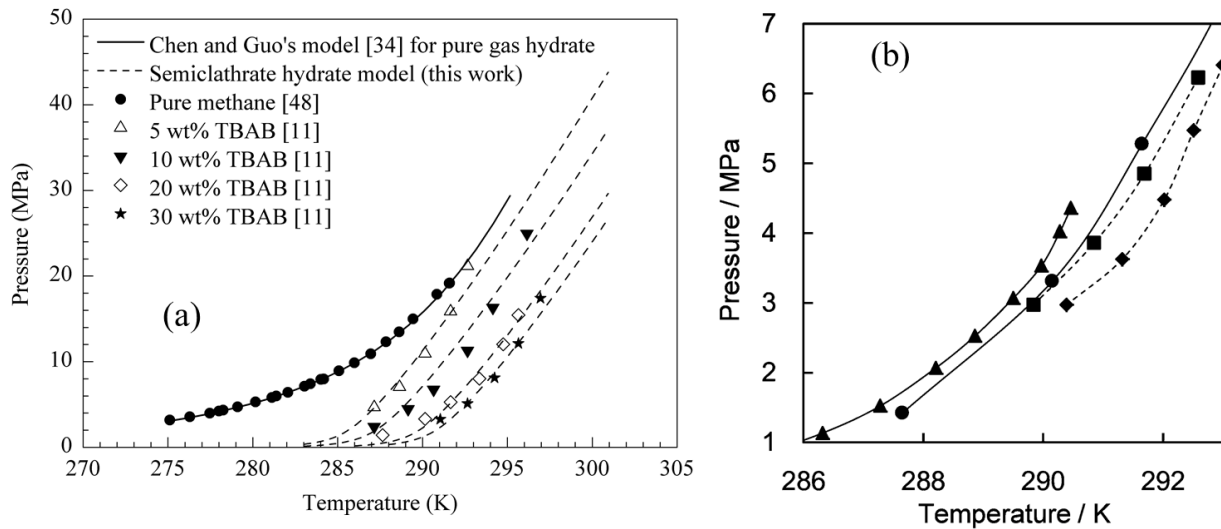 50
40
30
20
10
0
Pressure (MPa)
Chen and Guo's model [34] for pure gas hydrate
Semiclathrate hydrate model (this work)
Pure methane [48]
5 wt% TBAB [11]
10 wt% TBAB [11]
20 wt% TBAB [11]
30 wt% TBAB [11]
(a)
270 275 280 285 290 295 300 305
Temperature (K)
7
6
5
4
3
2
1
Pressure / MPa
(b)
286 288 290 292
Temperature / K